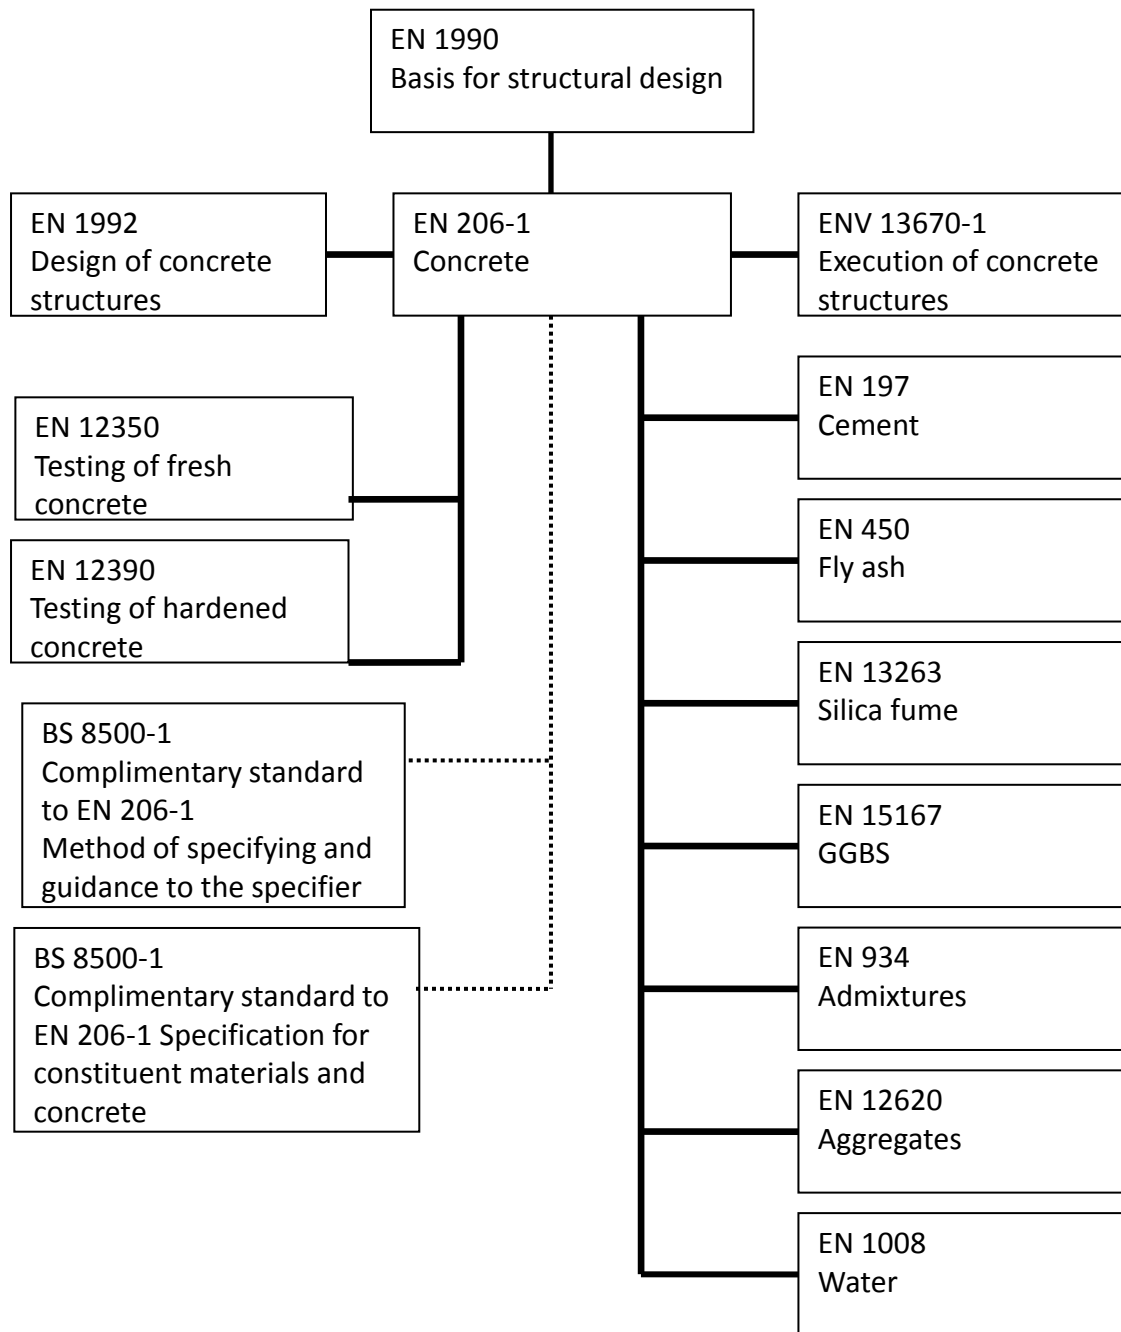 EN 1990
Basis for structural design
EN 1992
Design of concrete
structures
EN 206-1
Concrete
ENV 13670-1
Execution of concrete
structures
EN 12350
Testing of fresh
concrete
EN 12390
Testing of hardened
concrete
BS 8500-1
Complimentary standard
to EN 206-1
Method of specifying and
guidance to the specifier
BS 8500-1
Complimentary standard to
EN 206-1 Specification for
constituent materials and
concrete
EN 197
Cement
EN 450
Fly ash
EN 13263
Silica fume
EN 15167
GGBS
EN 934
Admixtures
EN 12620
Aggregates
EN 1008
Water